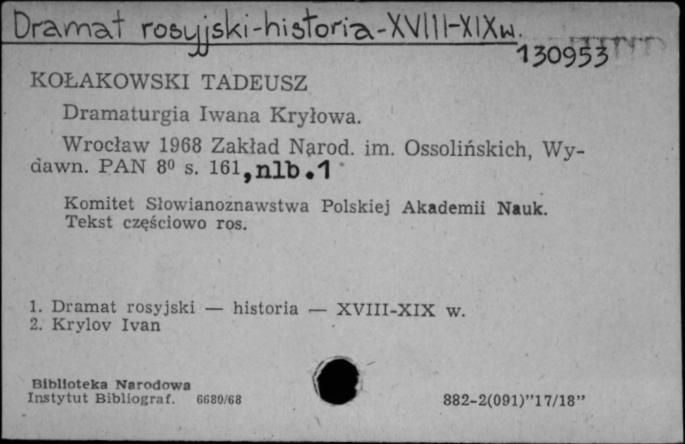 Dramat rosyjski-historia-XVIII-XIXw.
130953
KOŁAKOWSKI TADEUSZ
Dramaturgia Iwana Kryłowa.
Wrocław 1968 Zakład Narod. im. Ossolińskich, Wy-
dawn. PAN 8⁰ s. 161, nlb.1
Komitet Słowianoznawstwa Polskiej Akademii Nauk.
Tekst częściowo ros.
1. Dramat rosyjski — historia — XVIII-XIX w.
2. Krylov Ivan
Biblioteka Narodowa
Instytut Bibliograf. 6680/68
882-2(091)"17/18"